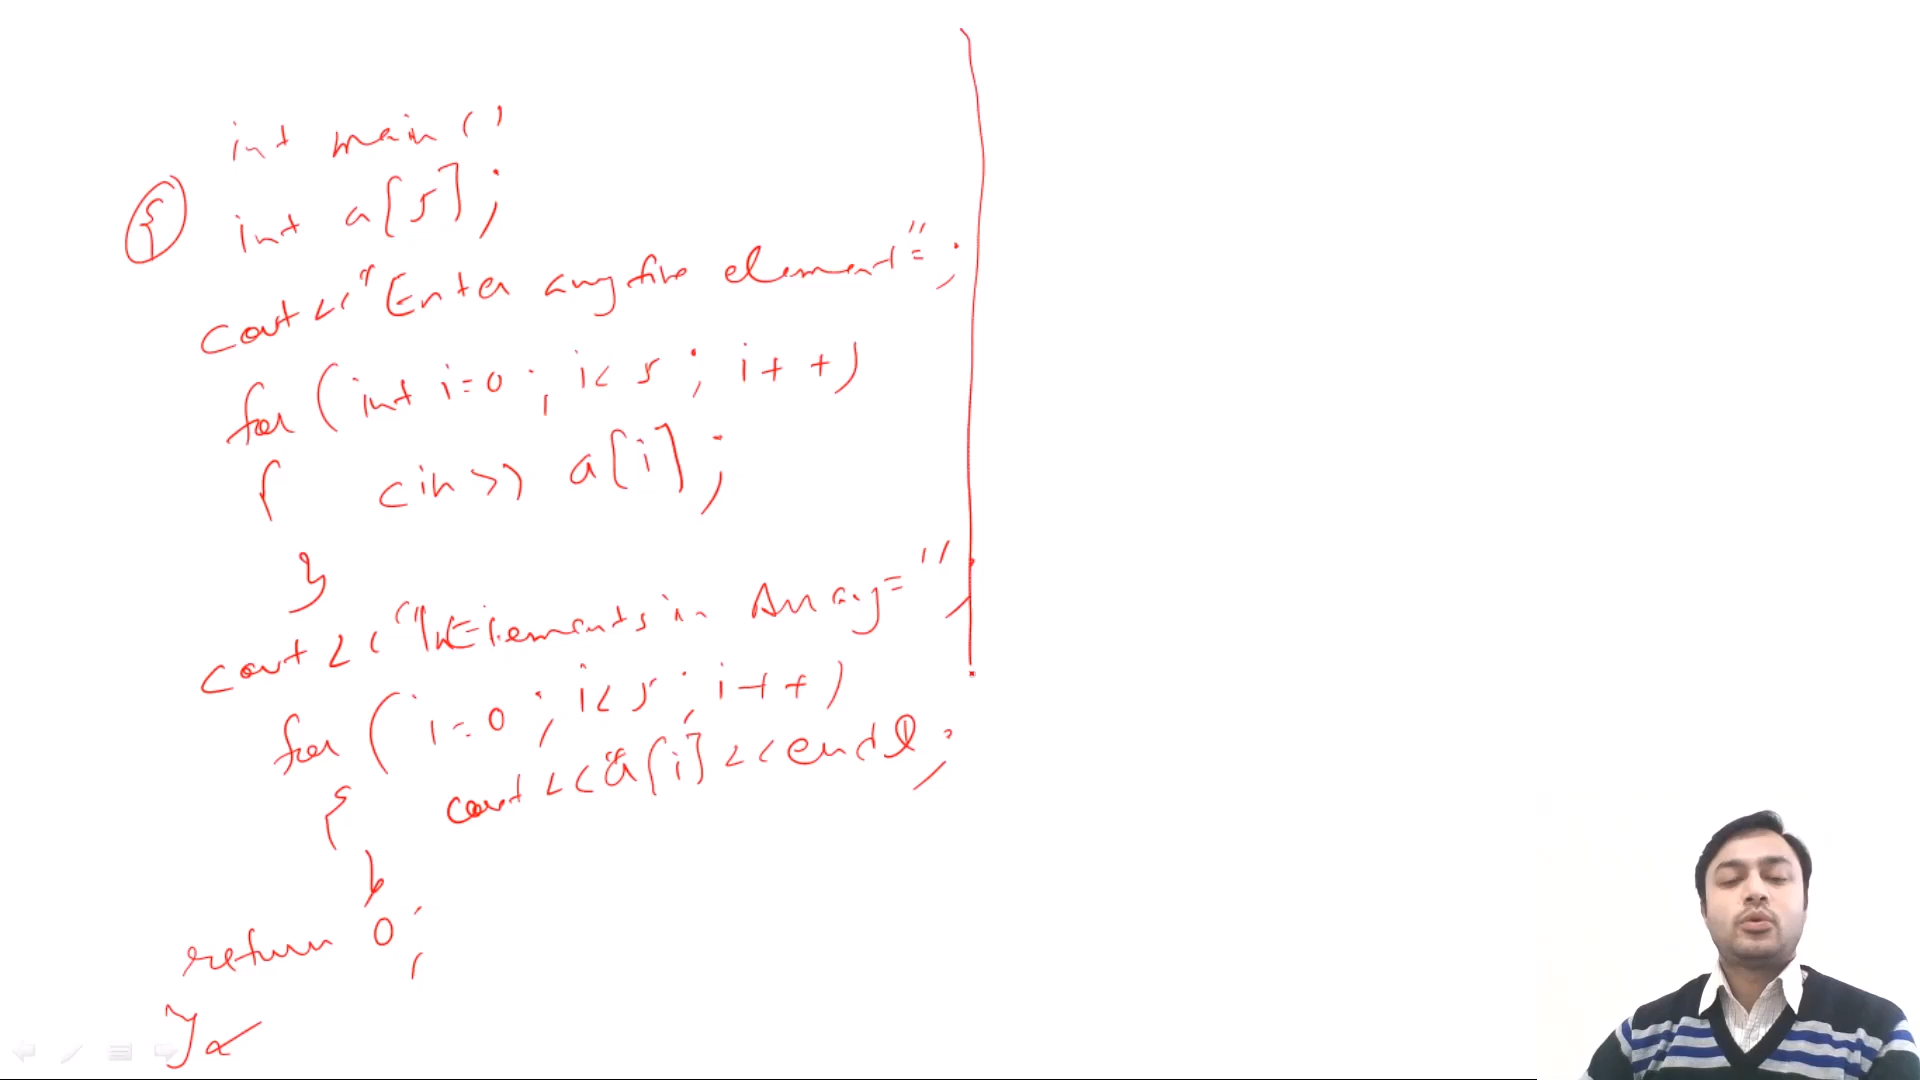 int main()
{
int a[5];
cout<<"Enter any five element=";
for(int i=0; i<5; i++)
{ cin>> a[i];
}
cout<<"\nElements in Array=";
for(i=0; i<5; i++)
{ cout<<a[i]<<endl;
}
return 0;
}